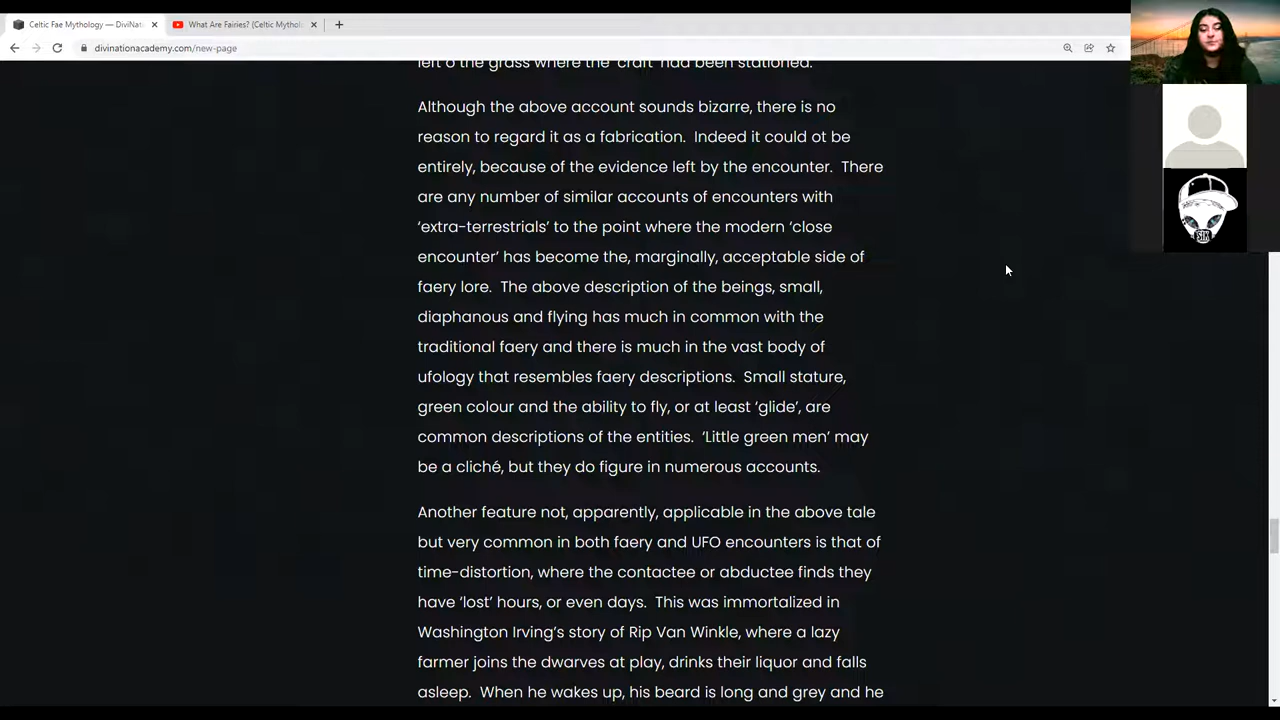 Celtic Fae Mythology — DiviNat
What Are Fairies? (Celtic Mythol
divinationacademy.com/new-page
left o the grass where the 'craft' had been stationed.
Although the above account sounds bizarre, there is no
reason to regard it as a fabrication.  Indeed it could ot be
entirely, because of the evidence left by the encounter.  There
are any number of similar accounts of encounters with
'extra-terrestrials' to the point where the modern 'close
encounter' has become the, marginally, acceptable side of
faery lore.  The above description of the beings, small,
diaphanous and flying has much in common with the
traditional faery and there is much in the vast body of
ufology that resembles faery descriptions.  Small stature,
green colour and the ability to fly, or at least 'glide', are
common descriptions of the entities.  'Little green men' may
be a cliché, but they do figure in numerous accounts.
Another feature not, apparently, applicable in the above tale
but very common in both faery and UFO encounters is that of
time-distortion, where the contactee or abductee finds they
have 'lost' hours, or even days.  This was immortalized in
Washington Irving's story of Rip Van Winkle, where a lazy
farmer joins the dwarves at play, drinks their liquor and falls
asleep.  When he wakes up, his beard is long and grey and he